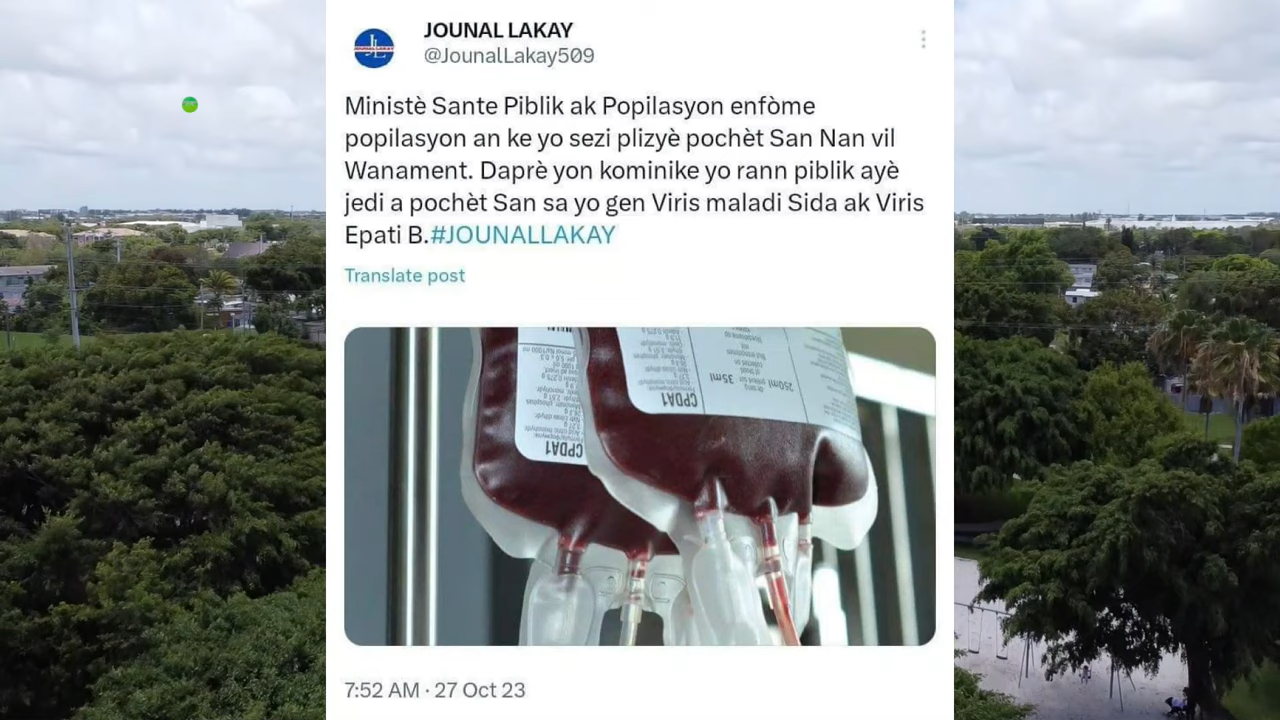 JOUNAL LAKAY
@JounalLakay509
Ministè Sante Piblik ak Popilasyon enfòme
popilasyon an ke yo sezi plizyè pochèt San Nan vil
Wanament. Daprè yon kominike yo rann piblik ayè
jedi a pochèt San sa yo gen Viris maladi Sida ak Viris
Epati B.#JOUNALLAKAY
Translate post
CPDA1
CPDA1
35ml
250ml
7:52 AM · 27 Oct 23